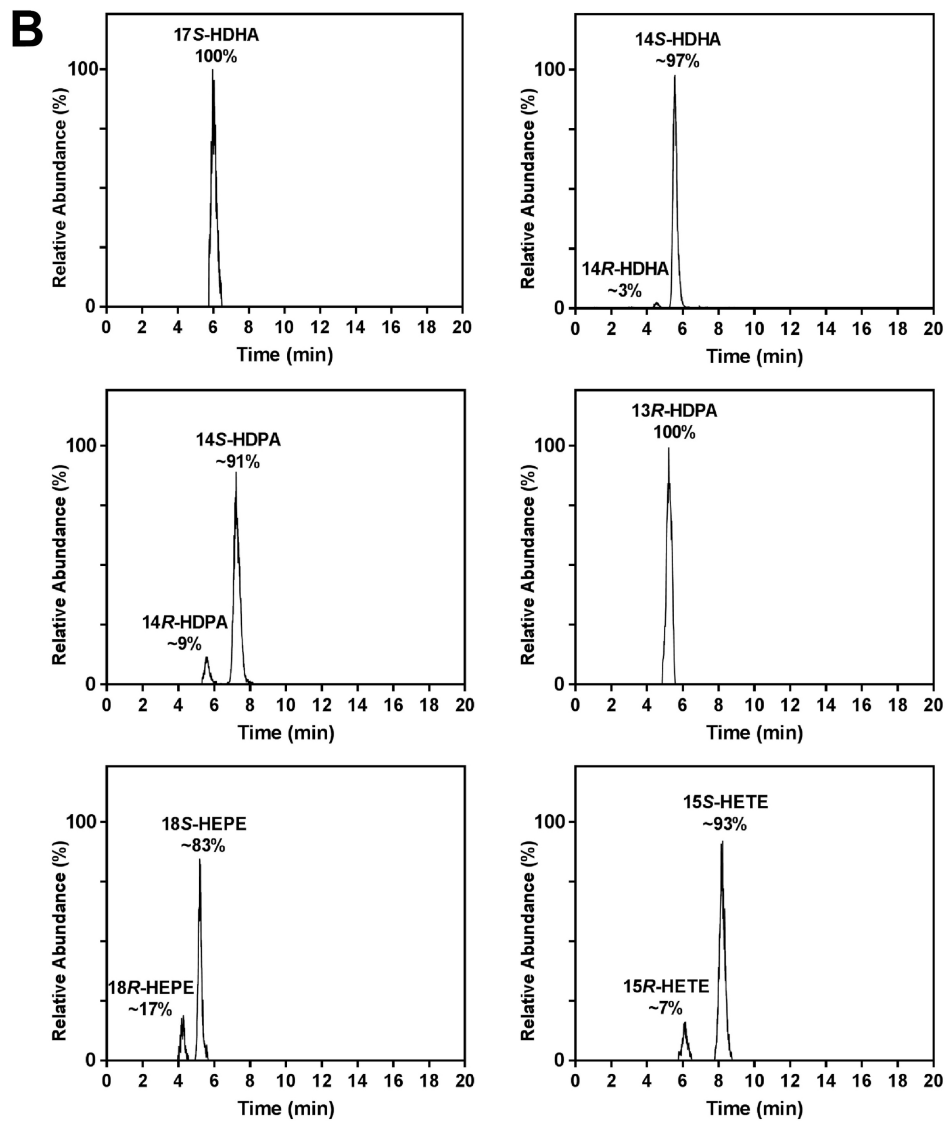 B
17S-HDHA
100%
100
0
Relative Abundance (%)
0 2 4 6 8 10 12 14 16 18 20
Time (min)
14S-HDHA
~97%
14R-HDHA
~3%
100
0
Relative Abundance (%)
0 2 4 6 8 10 12 14 16 18 20
Time (min)
14S-HDPA
~91%
14R-HDPA
~9%
100
0
Relative Abundance (%)
0 2 4 6 8 10 12 14 16 18 20
Time (min)
13R-HDPA
100%
100
0
Relative Abundance (%)
0 2 4 6 8 10 12 14 16 18 20
Time (min)
18S-HEPE
~83%
18R-HEPE
~17%
100
0
Relative Abundance (%)
0 2 4 6 8 10 12 14 16 18 20
Time (min)
15S-HETE
~93%
15R-HETE
~7%
100
0
Relative Abundance (%)
0 2 4 6 8 10 12 14 16 18 20
Time (min)